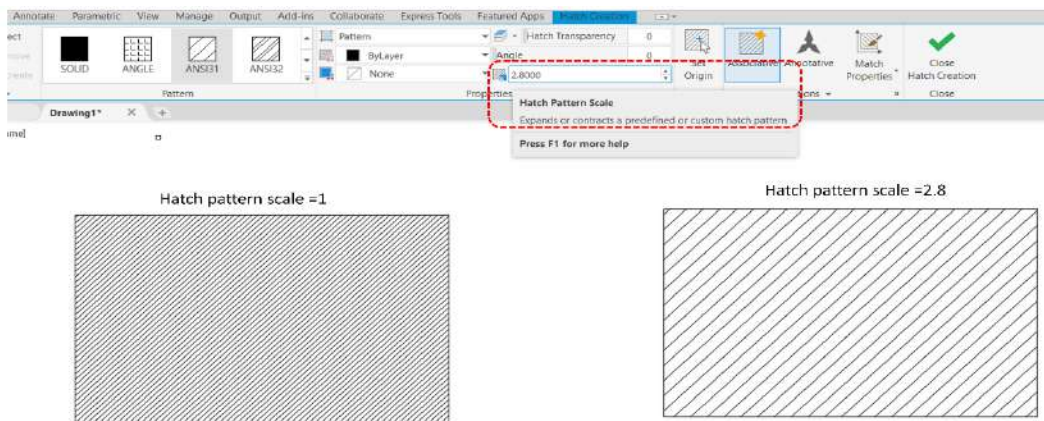 Annotate Parametric View Manage Output Add-ins Collaborate Express Tools Featured Apps Hatch Creation
Pattern Hatch Transparency 0
ByLayer Angle 0
None 2.8000
SOLID ANGLE ANSI31 ANSI32
Set Origin
Associative Annotative
Match Properties
Close Hatch Creation
Pattern Properties Close
Hatch Pattern Scale
Expands or contracts a predefined or custom hatch pattern
Press F1 for more help
Drawing1*
Hatch pattern scale =1
Hatch pattern scale =2.8